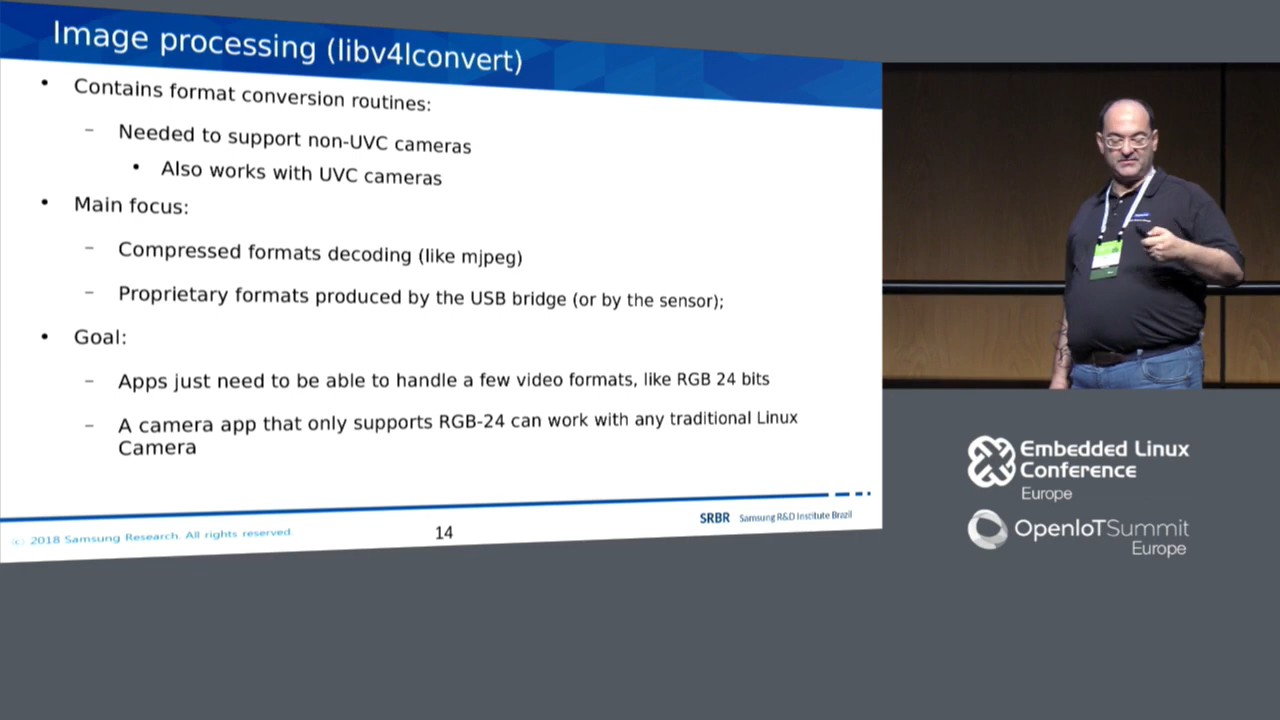 Image processing (libv4lconvert)
• Contains format conversion routines:
– Needed to support non-UVC cameras
• Also works with UVC cameras
• Main focus:
– Compressed formats decoding (like mjpeg)
– Proprietary formats produced by the USB bridge (or by the sensor);
• Goal:
– Apps just need to be able to handle a few video formats, like RGB 24 bits
– A camera app that only supports RGB-24 can work with any traditional Linux
Camera
© 2018 Samsung Research. All rights reserved.
14
SRBR Samsung R&D Institute Brazil
Embedded Linux
Conference
Europe
OpenIoTSummit
Europe